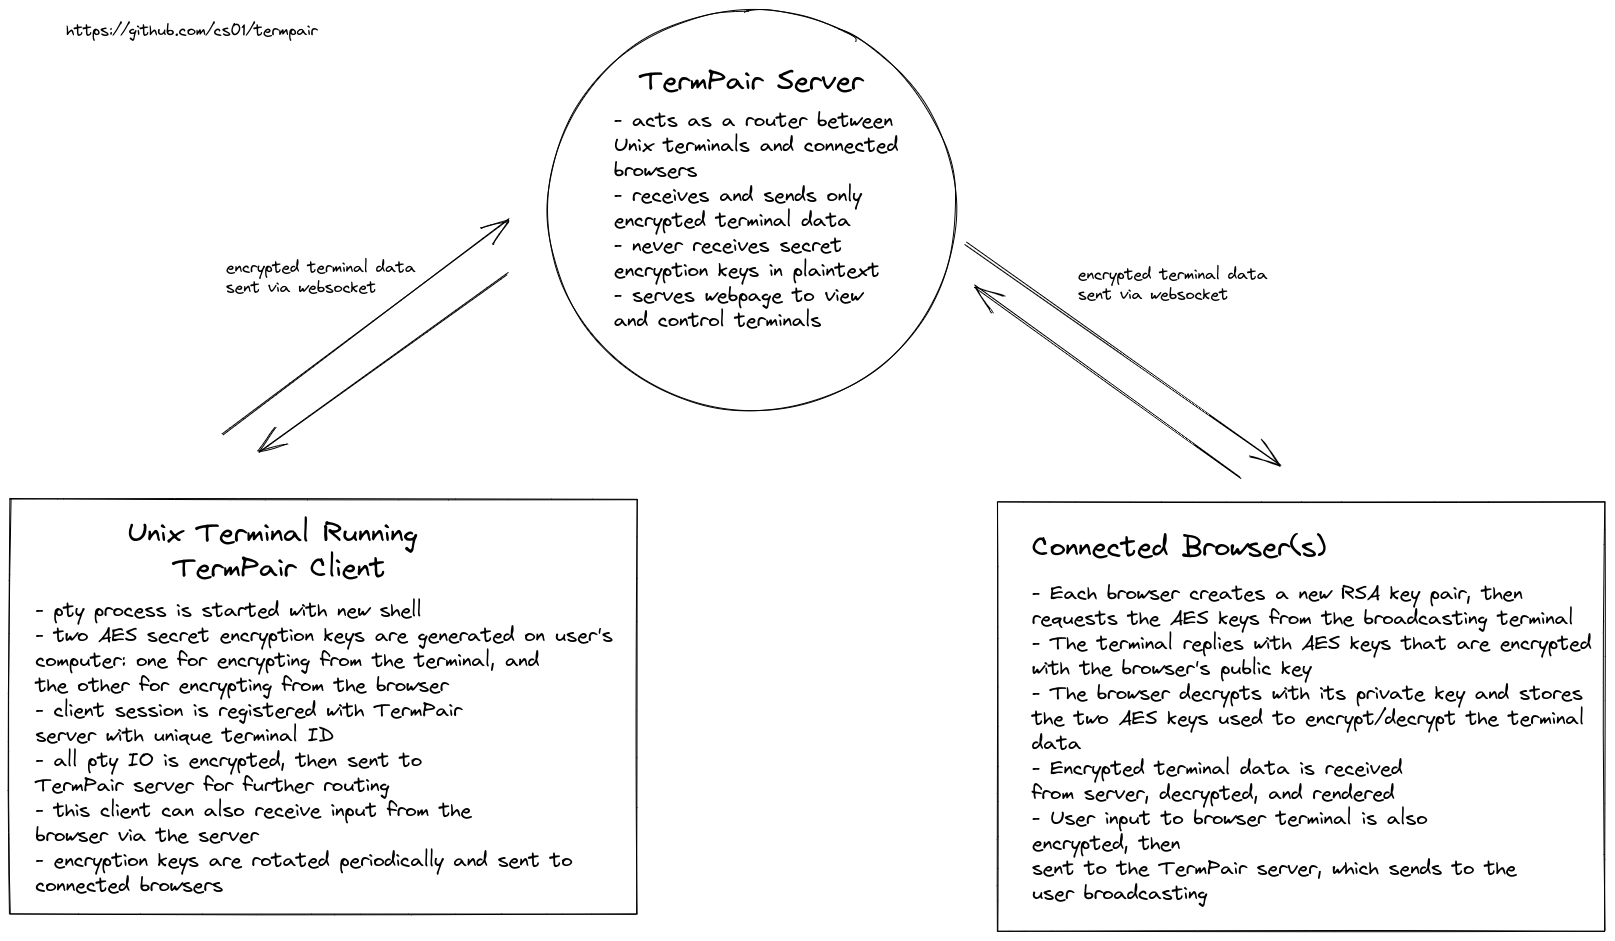 https://github.com/cs01/termpair
TermPair Server
- acts as a router between
Unix terminals and connected
browsers
- receives and sends only
encrypted terminal data
- never receives secret
encryption keys in plaintext
- serves webpage to view
and control terminals
encrypted terminal data
sent via websocket
encrypted terminal data
sent via websocket
Unix Terminal Running
TermPair Client
- pty process is started with new shell
- two AES secret encryption keys are generated on user's
computer: one for encrypting from the terminal, and
the other for encrypting from the browser
- client session is registered with TermPair
server with unique terminal ID
- all pty IO is encrypted, then sent to
TermPair server for further routing
- this client can also receive input from the
browser via the server
- encryption keys are rotated periodically and sent to
connected browsers
Connected Browser(s)
- Each browser creates a new RSA key pair, then
requests the AES keys from the broadcasting terminal
- The terminal replies with AES keys that are encrypted
with the browser's public key
- The browser decrypts with its private key and stores
the two AES keys used to encrypt/decrypt the terminal
data
- Encrypted terminal data is received
from server, decrypted, and rendered
- User input to browser terminal is also
encrypted, then
sent to the TermPair server, which sends to the
user broadcasting